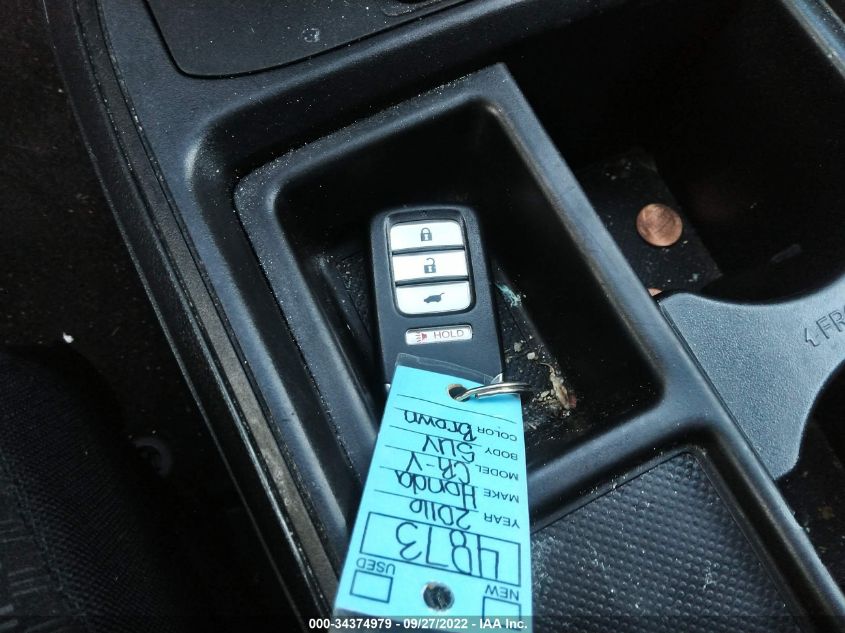 HOLD
FR
NEW
USED
4873
YEAR 2016
MAKE Honda
MODEL CR-V
BODY SUV
COLOR Brown
000-34374979 - 09/27/2022 - IAA Inc.